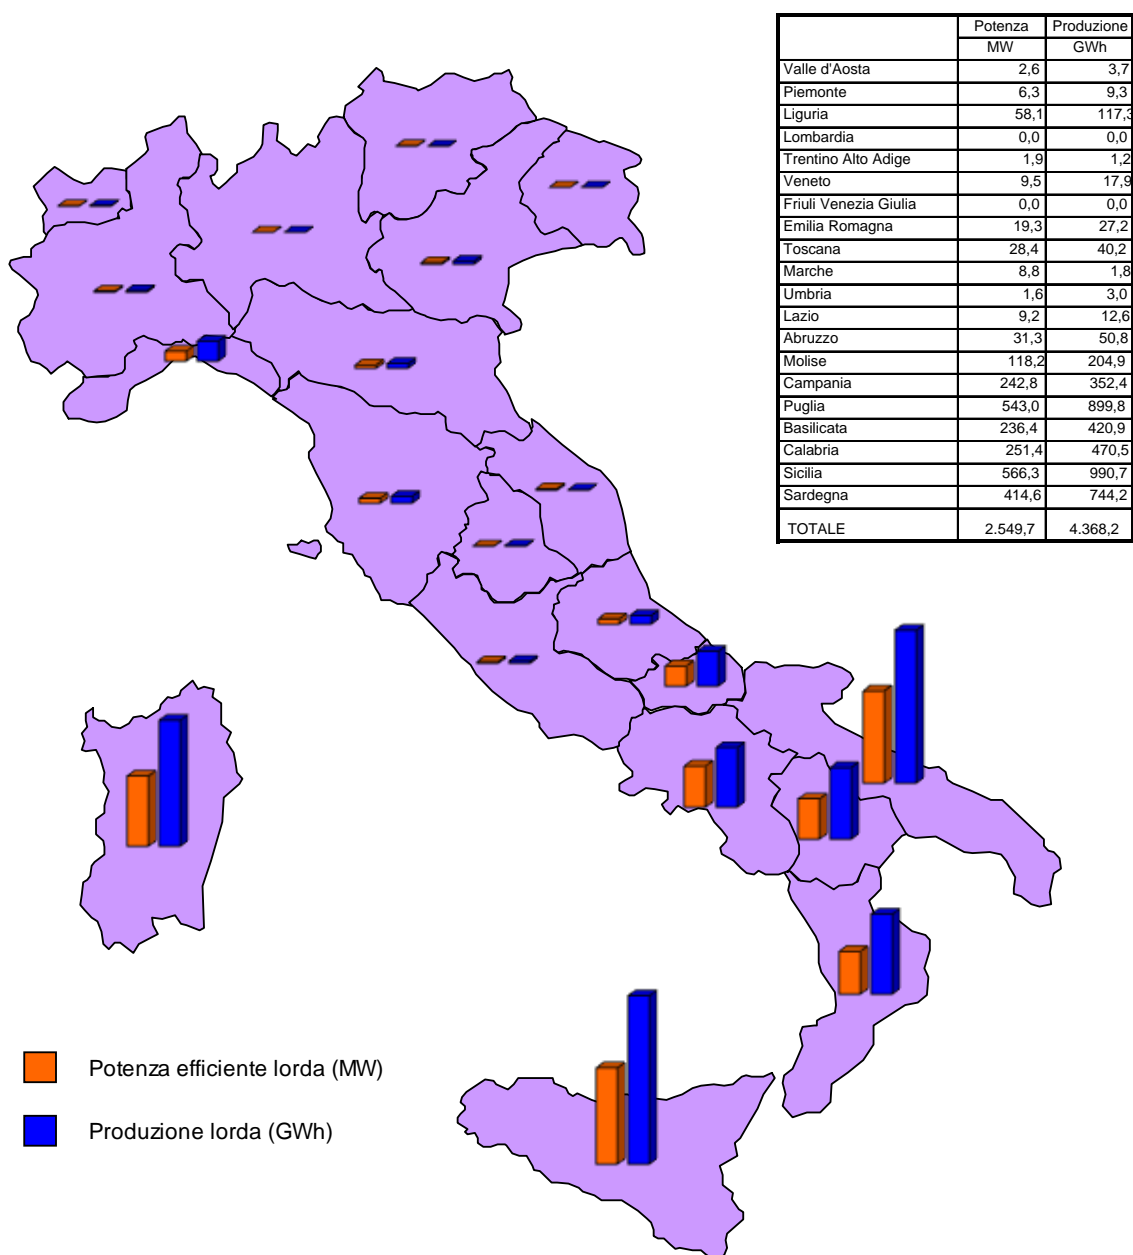 Potenza Produzione
MW GWh
Valle d'Aosta 2,6 3,7
Piemonte 6,3 9,3
Liguria 58,1 117,3
Lombardia 0,0 0,0
Trentino Alto Adige 1,9 1,2
Veneto 9,5 17,9
Friuli Venezia Giulia 0,0 0,0
Emilia Romagna 19,3 27,2
Toscana 28,4 40,2
Marche 8,8 1,8
Umbria 1,6 3,0
Lazio 9,2 12,6
Abruzzo 31,3 50,8
Molise 118,2 204,9
Campania 242,8 352,4
Puglia 543,0 899,8
Basilicata 236,4 420,9
Calabria 251,4 470,5
Sicilia 566,3 990,7
Sardegna 414,6 744,2
TOTALE 2.549,7 4.368,2
Potenza efficiente lorda (MW)
Produzione lorda (GWh)